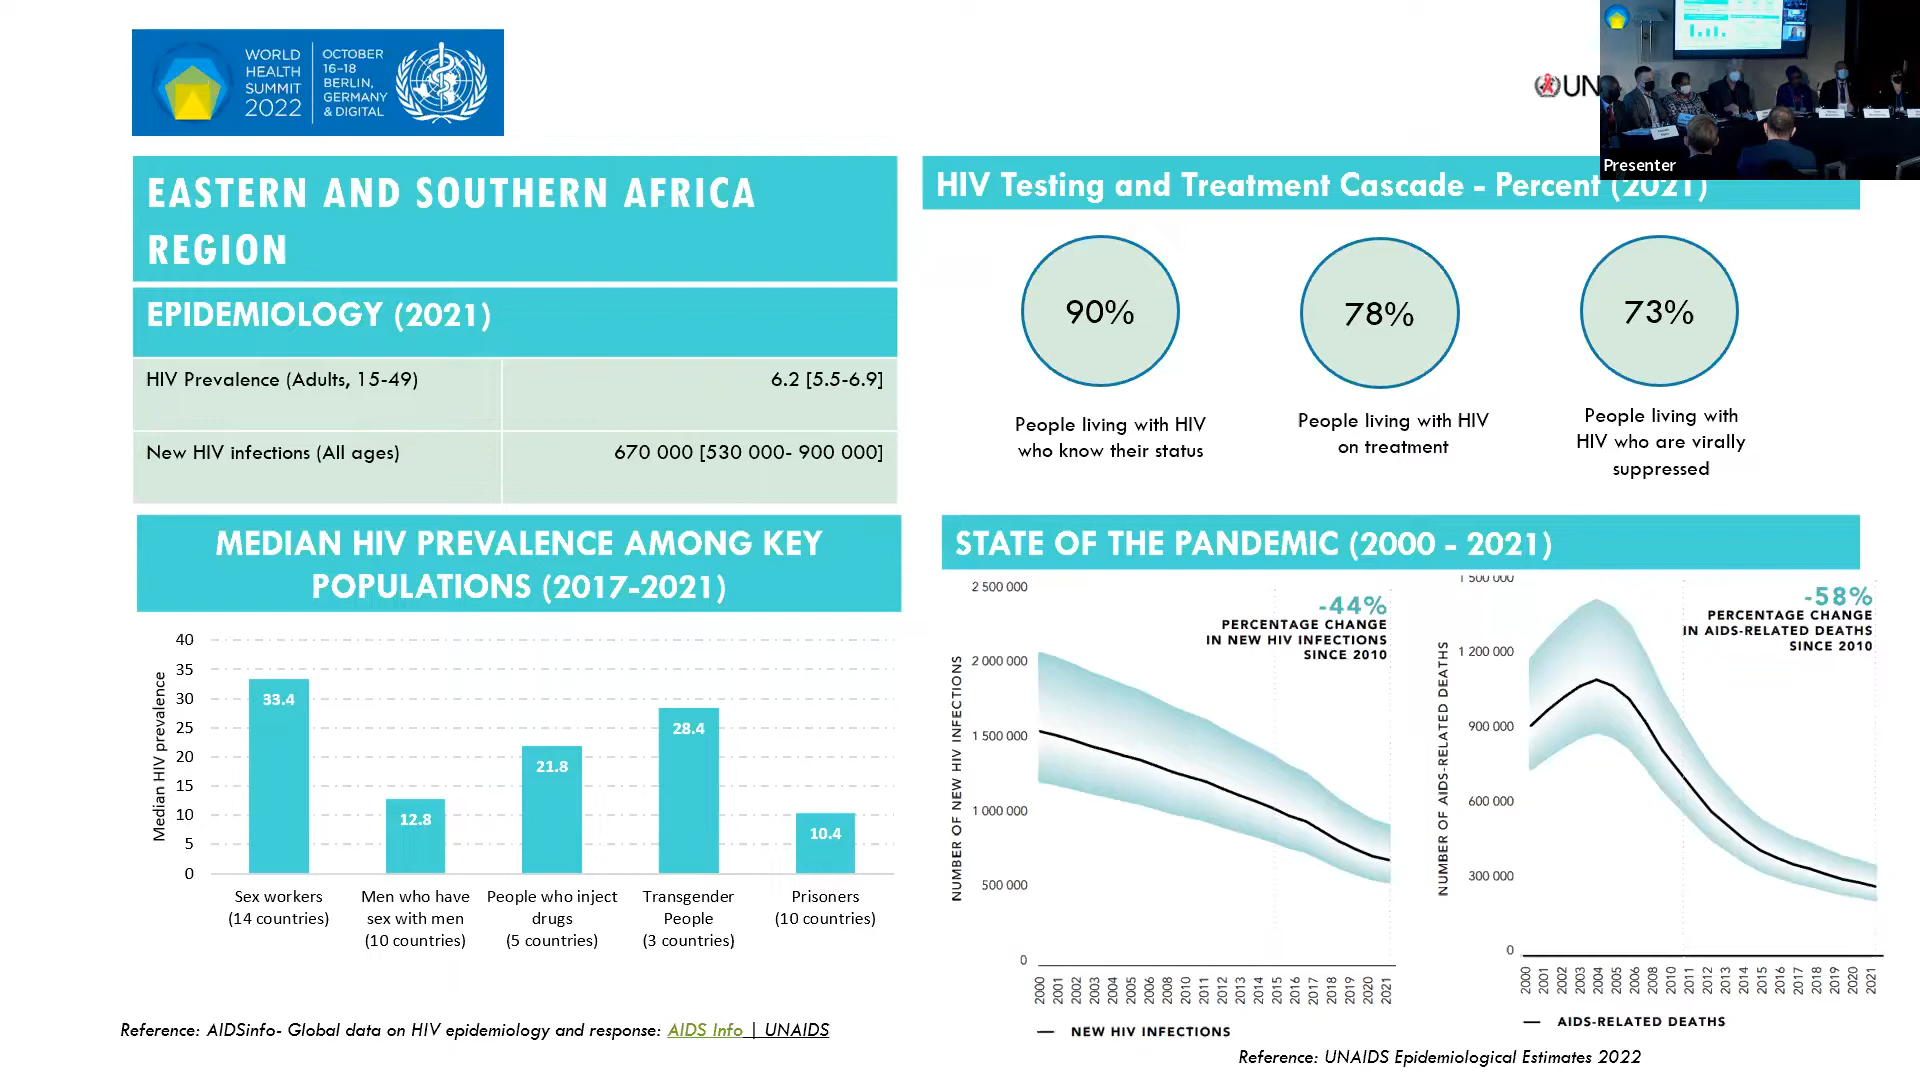 WORLD
HEALTH
SUMMIT
2022
OCTOBER
16-18
BERLIN,
GERMANY
& DIGITAL
UN
Presenter
EASTERN AND SOUTHERN AFRICA
REGION
EPIDEMIOLOGY (2021)
HIV Prevalence (Adults, 15-49) 6.2 [5.5-6.9]
New HIV infections (All ages) 670 000 [530 000- 900 000]
HIV Testing and Treatment Cascade - Percent (2021)
90%
78%
73%
People living with HIV
who know their status
People living with HIV
on treatment
People living with
HIV who are virally
suppressed
MEDIAN HIV PREVALENCE AMONG KEY
POPULATIONS (2017-2021)
Median HIV prevalence
40
35
30
25
20
15
10
5
0
33.4
12.8
21.8
28.4
10.4
Sex workers
(14 countries)
Men who have
sex with men
(10 countries)
People who inject
drugs
(5 countries)
Transgender
People
(3 countries)
Prisoners
(10 countries)
Reference: AIDSinfo- Global data on HIV epidemiology and response: AIDS Info | UNAIDS
STATE OF THE PANDEMIC (2000 - 2021)
NUMBER OF NEW HIV INFECTIONS
2 500 000
2 000 000
1 500 000
1 000 000
500 000
0
-44%
PERCENTAGE CHANGE
IN NEW HIV INFECTIONS
SINCE 2010
2000 2001 2002 2003 2004 2005 2006 2008 2010 2011 2012 2013 2014 2015 2016 2017 2018 2019 2020 2021
NEW HIV INFECTIONS
NUMBER OF AIDS-RELATED DEATHS
1 500 000
1 200 000
900 000
600 000
300 000
0
-58%
PERCENTAGE CHANGE
IN AIDS-RELATED DEATHS
SINCE 2010
2000 2001 2002 2003 2004 2005 2006 2008 2010 2011 2012 2013 2014 2015 2016 2017 2018 2019 2020 2021
AIDS-RELATED DEATHS
Reference: UNAIDS Epidemiological Estimates 2022